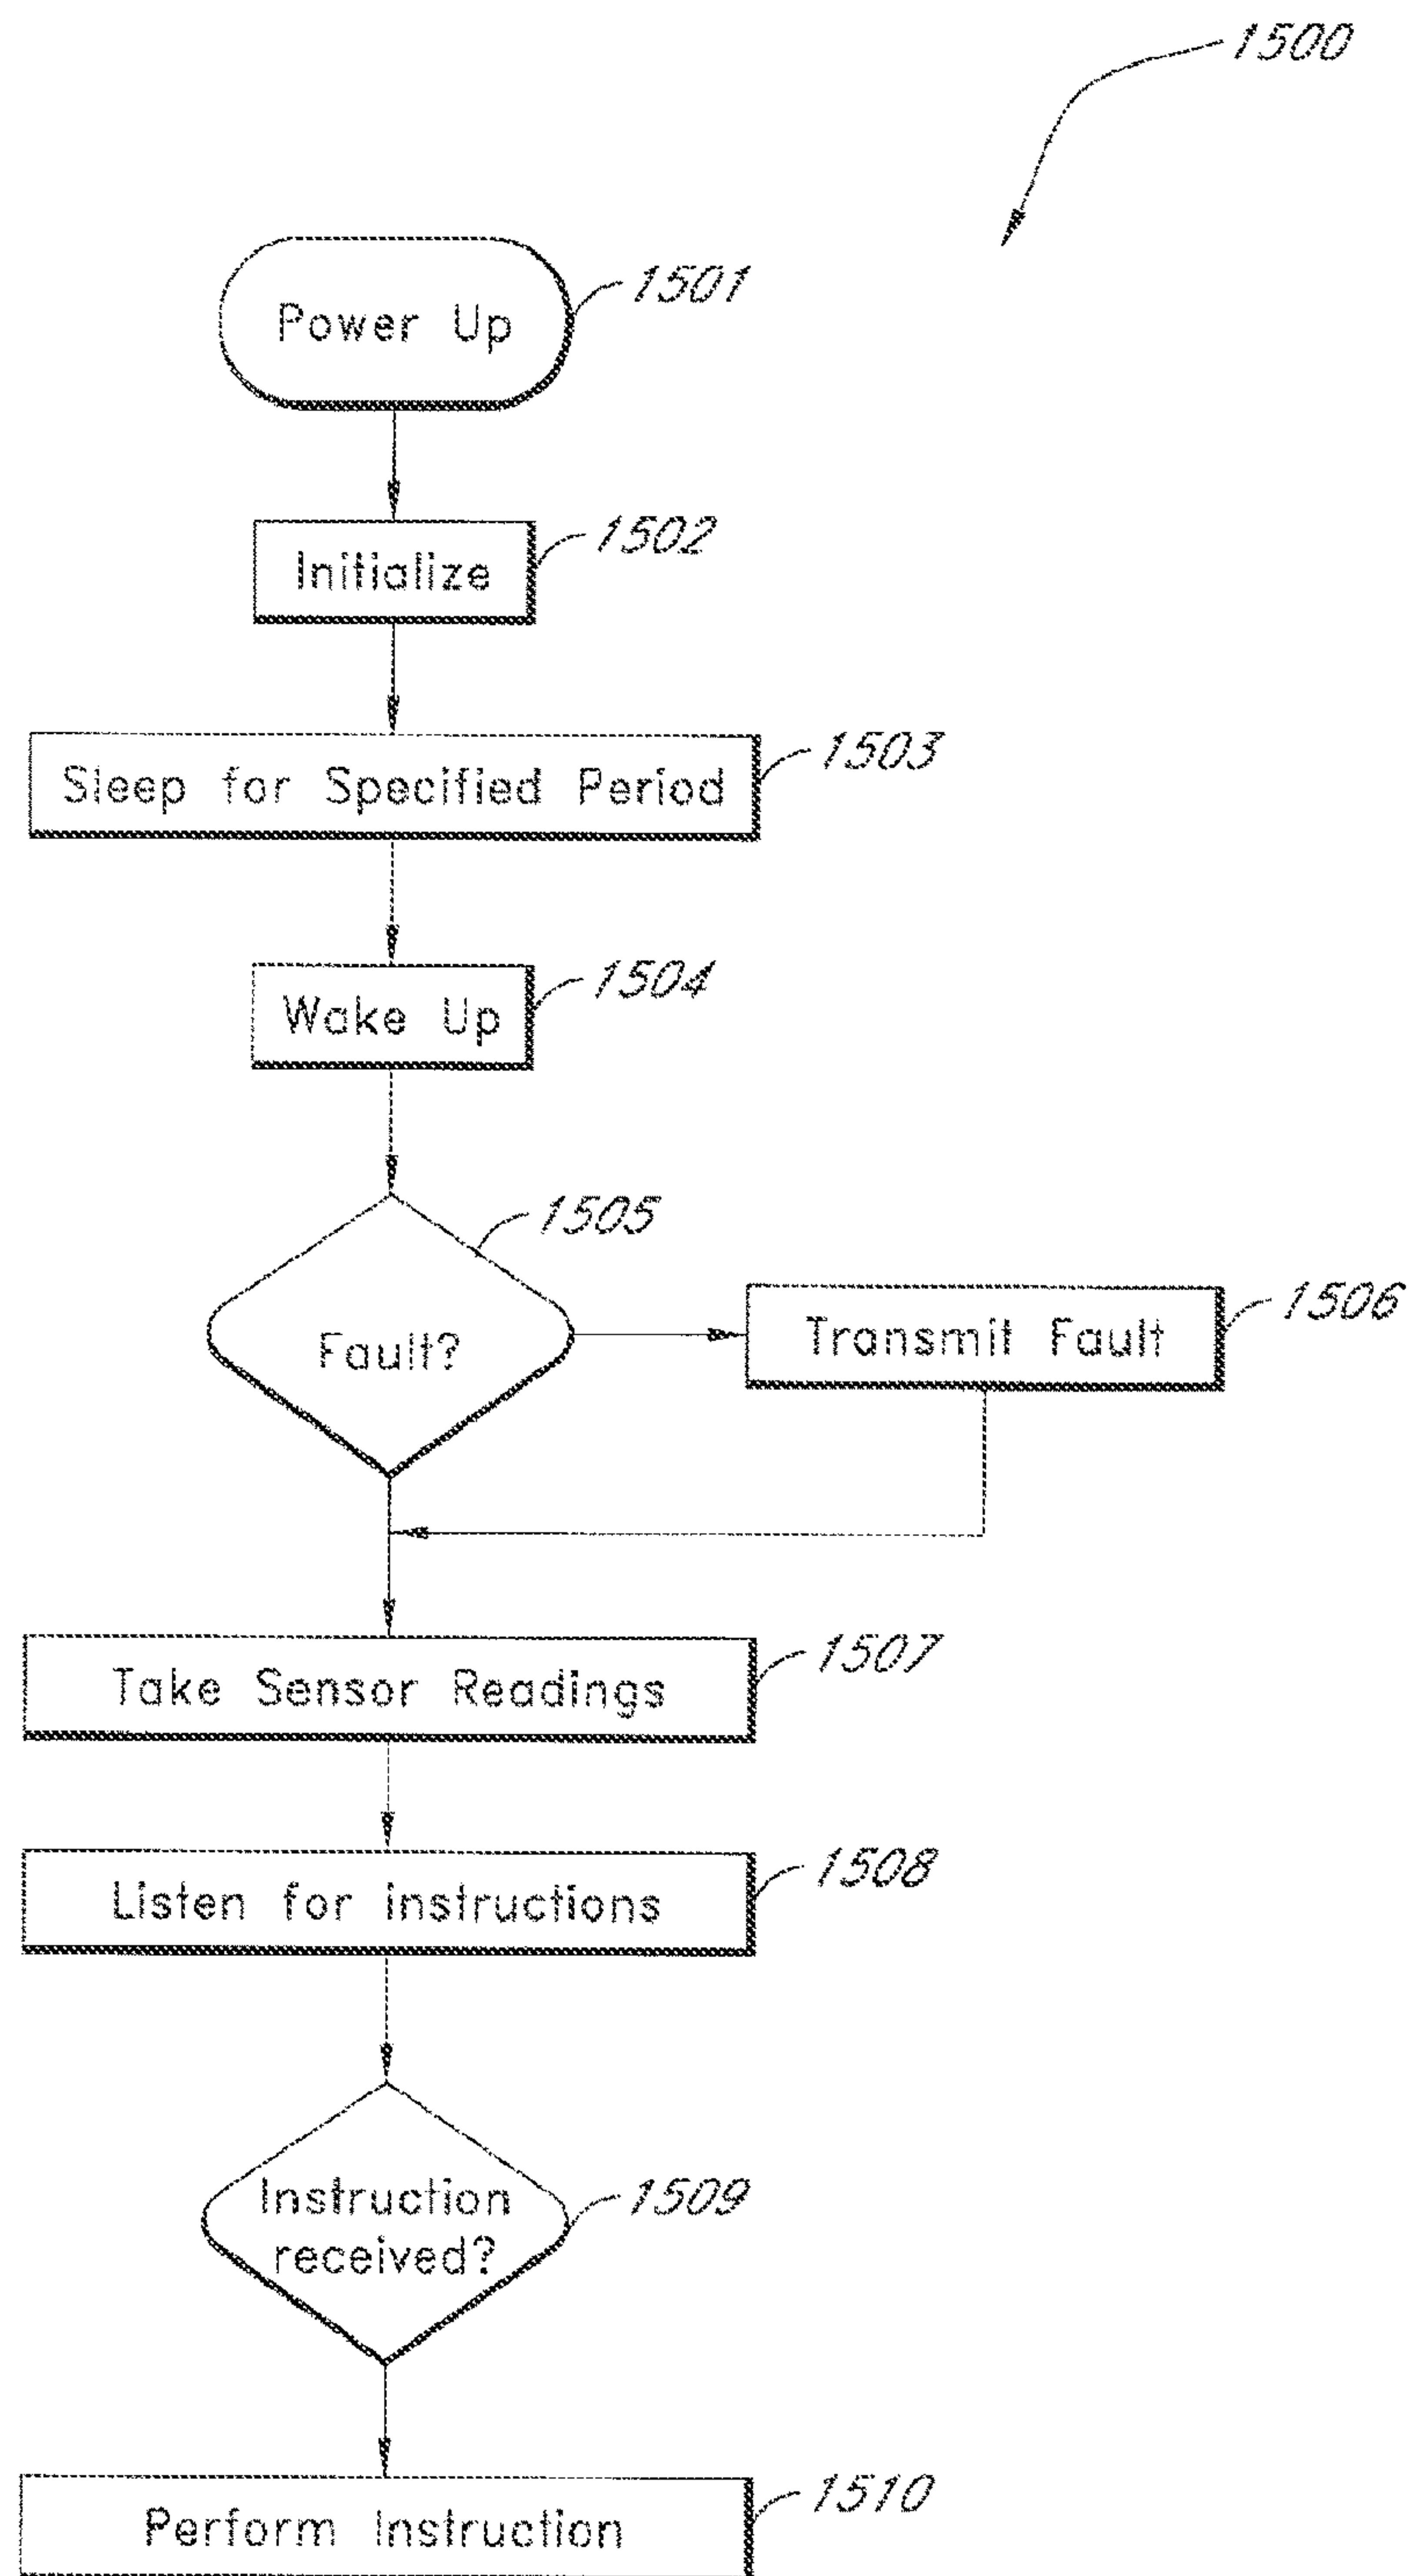 1500
Power Up
1501
Initialize
1502
Sleep for Specified Period
1503
Wake Up
1504
1505
Fault?
Transmit Fault
1506
Take Sensor Readings
1507
Listen for instructions
1508
Instruction
received?
1509
Perform Instruction
1510